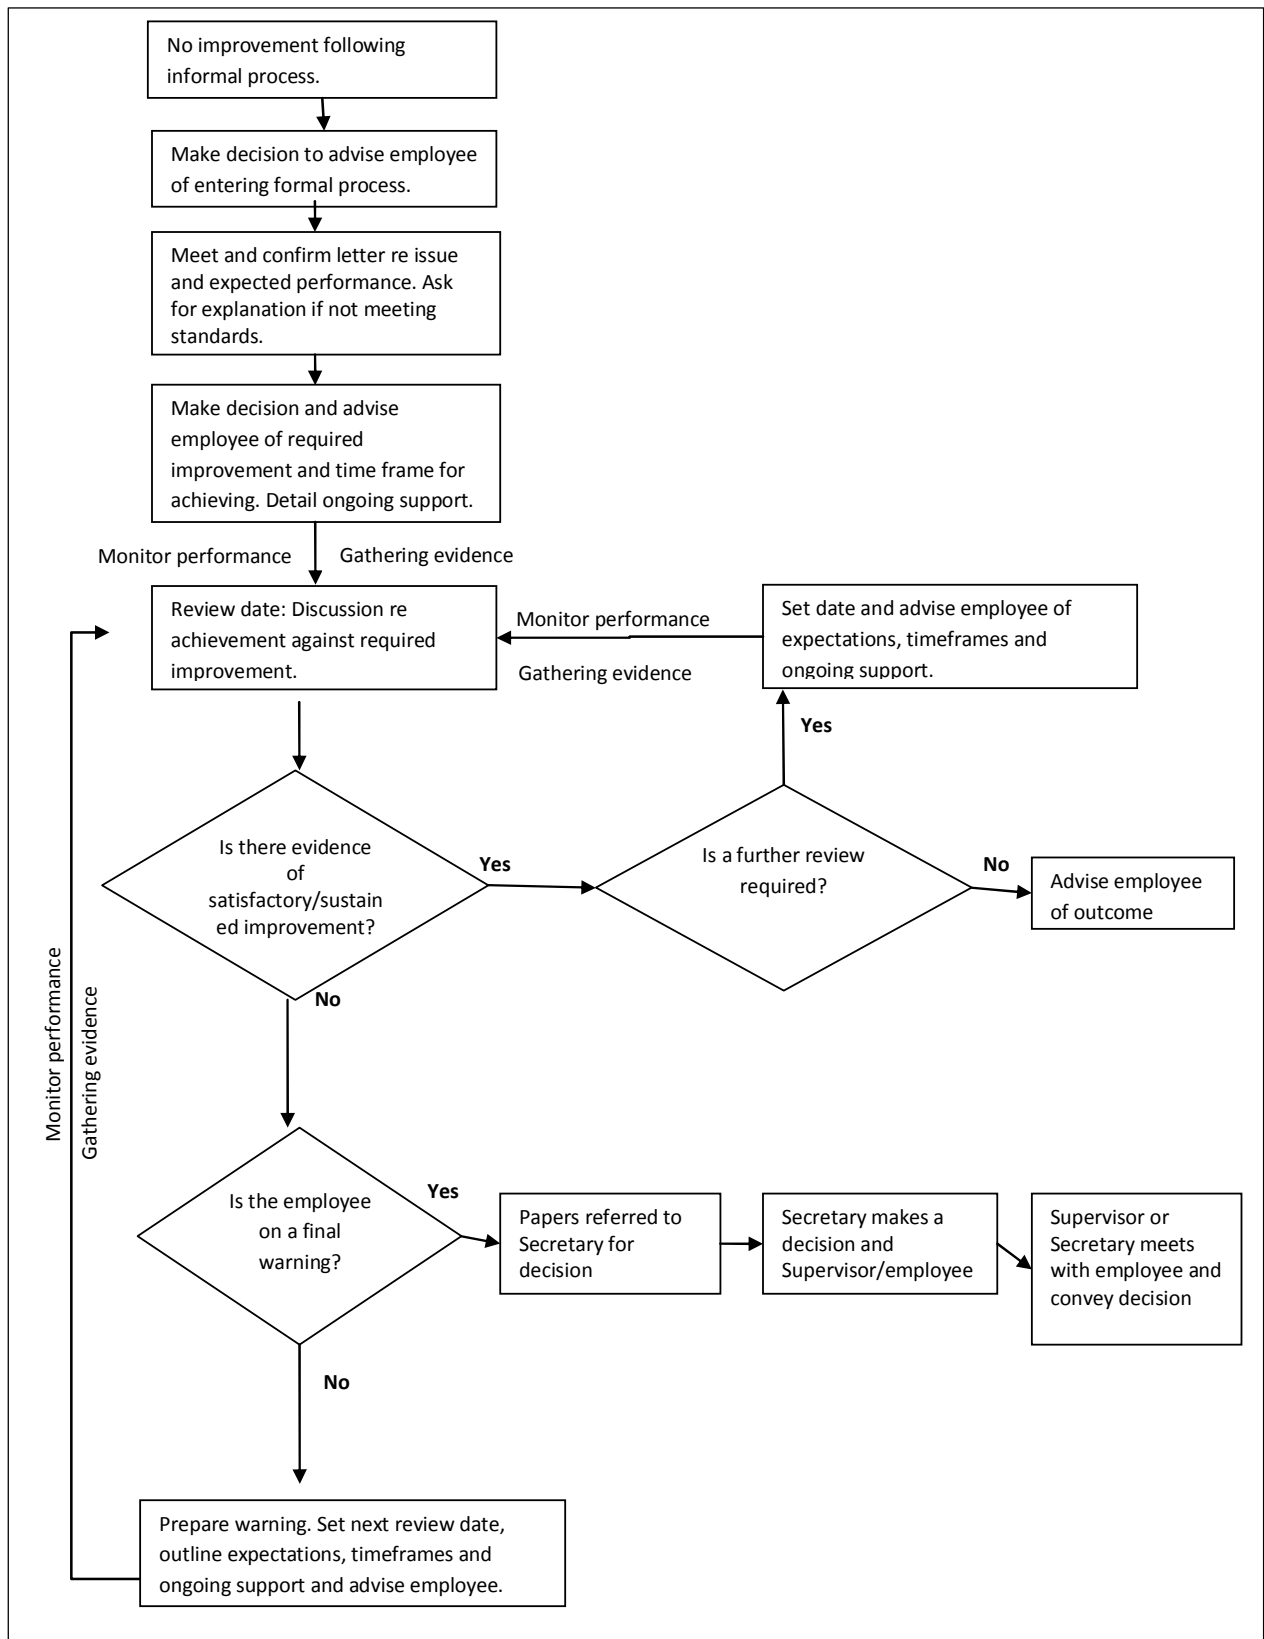 No improvement following
informal process.
Make decision to advise employee
of entering formal process.
Meet and confirm letter re issue
and expected performance. Ask
for explanation if not meeting
standards.
Make decision and advise
employee of required
improvement and time frame for
achieving. Detail ongoing support.
Monitor performance
Gathering evidence
Review date: Discussion re
achievement against required
improvement.
Monitor performance
Gathering evidence
Set date and advise employee of
expectations, timeframes and
ongoing support.
Yes
Is there evidence
of
satisfactory/sustain
ed improvement?
Yes
Is a further review
required?
No
Advise employee
of outcome
No
Monitor performance
Gathering evidence
Is the employee
on a final
warning?
Yes
Papers referred to
Secretary for
decision
Secretary makes a
decision and
Supervisor/employee
Supervisor or
Secretary meets
with employee and
convey decision
No
Prepare warning. Set next review date,
outline expectations, timeframes and
ongoing support and advise employee.